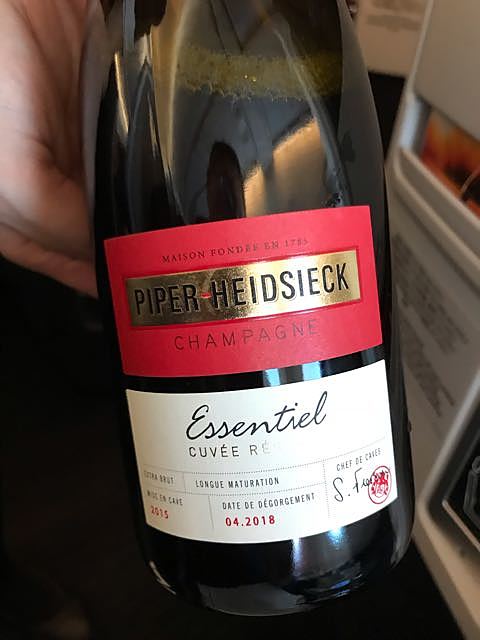 MAISON FONDÉE EN 1785
PIPER-HEIDSIECK
CHAMPAGNE
Essentiel
CUVÉE
EXTRA BRUT
LONGUE MATURATION
CHEF DE CAVES
MISE EN CAVE
2015
DATE DE DÉGORGEMENT
04.2018